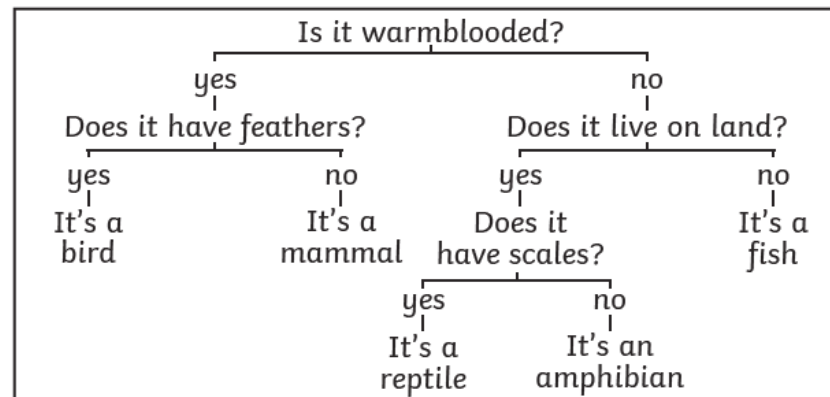 Is it warmblooded?
yes
no
Does it have feathers?
Does it live on land?
yes
no
yes
no
It's a
bird
It's a
mammal
Does it
have scales?
It's a
fish
yes
no
It's a
reptile
It's an
amphibian